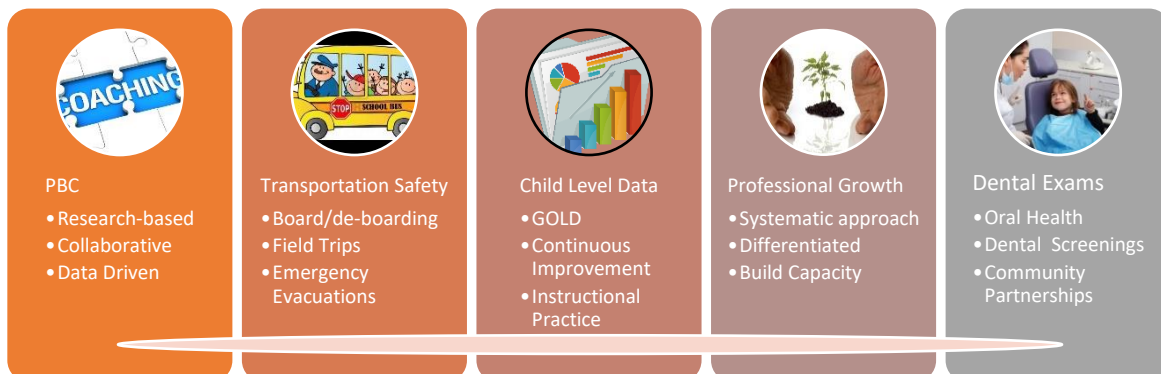 COACHING
PBC
•Research-based
•Collaborative
•Data Driven
STOP
SCHOOL BUS
Transportation Safety
•Board/de-boarding
•Field Trips
•Emergency
Evacuations
Child Level Data
•GOLD
•Continuous
Improvement
•Instructional
Practice
Professional Growth
•Systematic approach
•Differentiated
•Build Capacity
Dental Exams
•Oral Health
•Dental Screenings
•Community
Partnerships